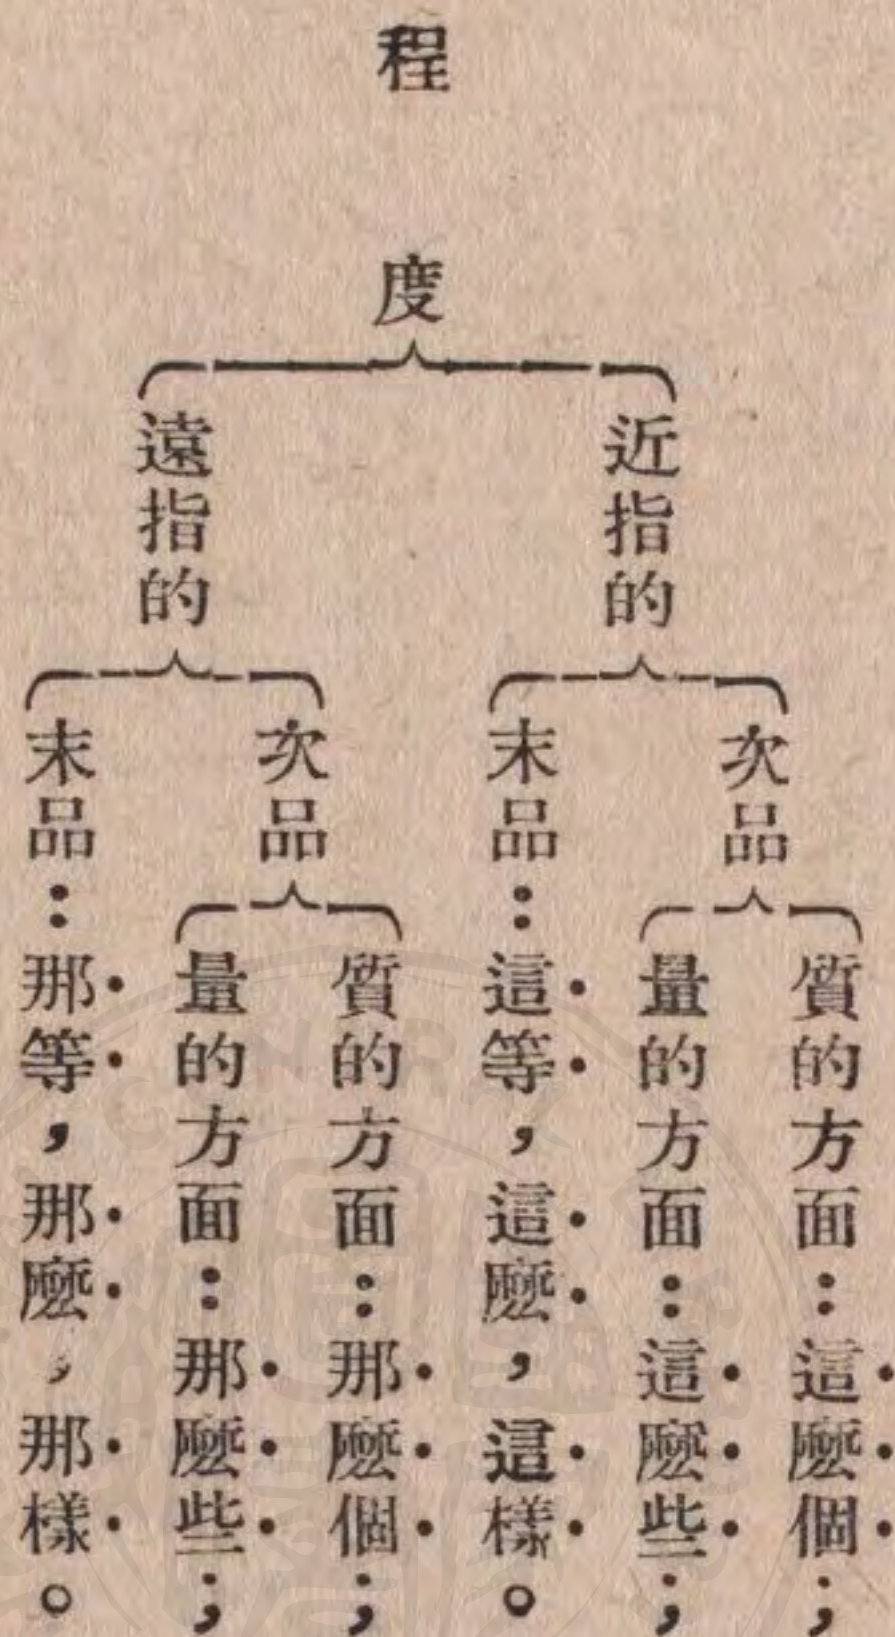 程度
近指的
次品
質的方面：這麼個；
量的方面：這麼些；
末品：這等，這麼，這樣。
遠指的
次品
質的方面：那麼個；
量的方面：那麼些；
末品：那等，那麼，那樣。